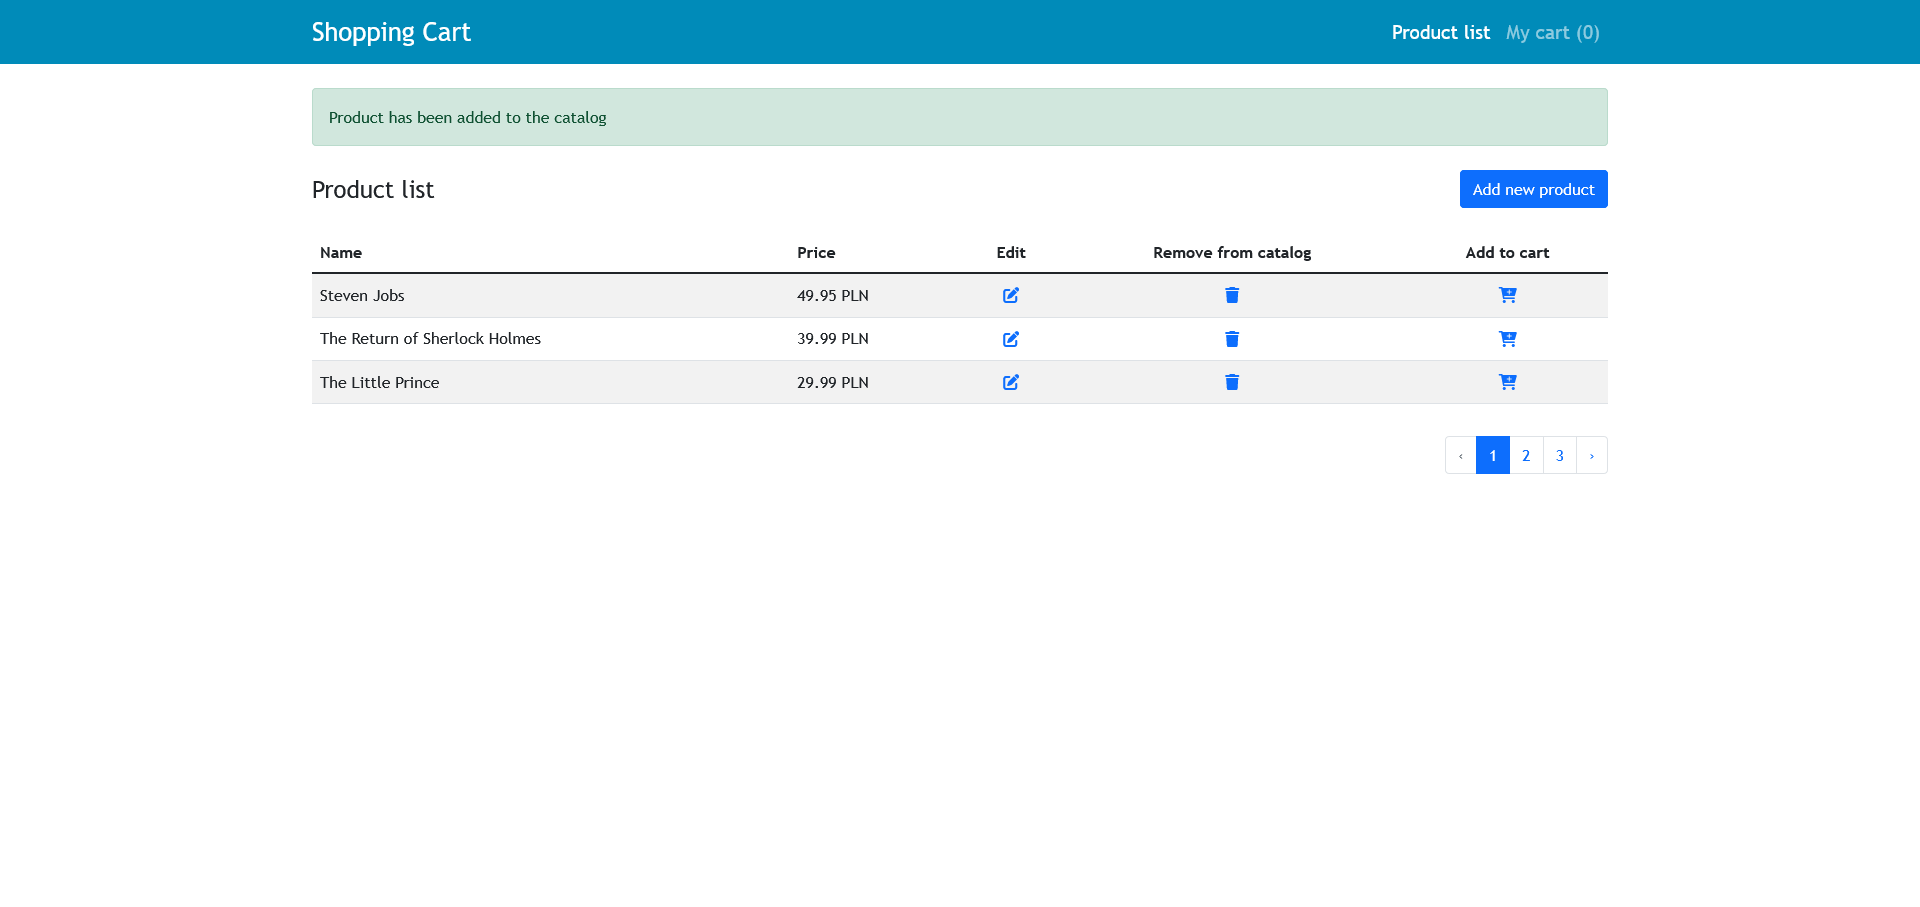 Shopping Cart Product list My cart (0)
Product has been added to the catalog
Product list Add new product
Name Price Edit Remove from catalog Add to cart
Steven Jobs 49.95 PLN
The Return of Sherlock Holmes 39.99 PLN
The Little Prince 29.99 PLN
‹ 1 2 3 ›